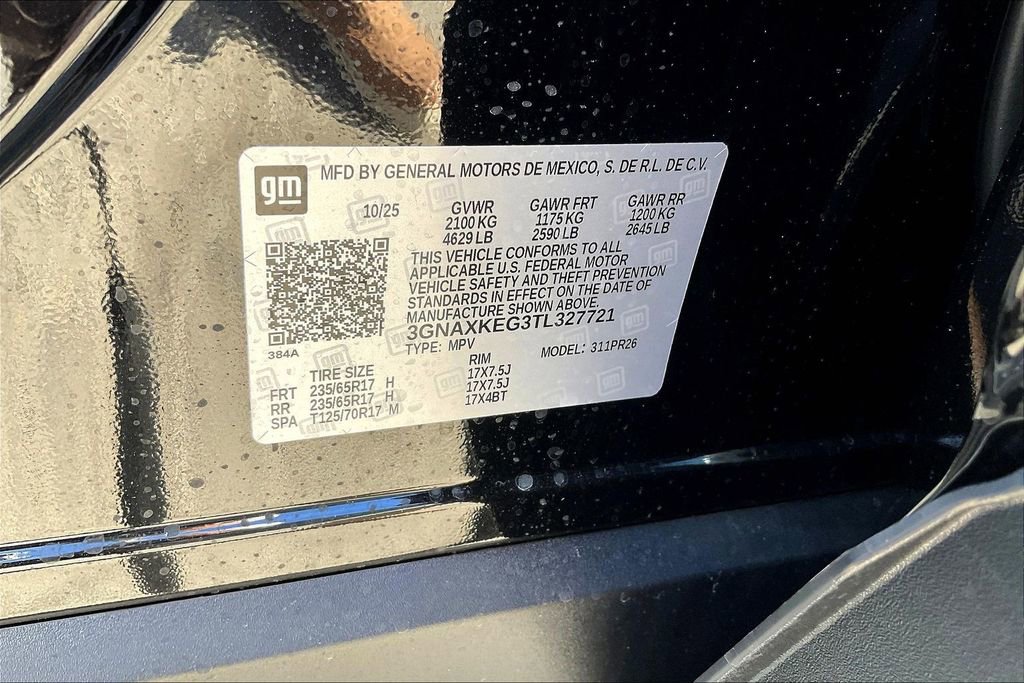 gm MFD BY GENERAL MOTORS DE MEXICO, S. DE R.L. DE C.V.
10/25 GVWR GAWR FRT GAWR RR
2100 KG 1175 KG 1200 KG
4629 LB 2590 LB 2645 LB
THIS VEHICLE CONFORMS TO ALL
APPLICABLE U.S. FEDERAL MOTOR
VEHICLE SAFETY AND THEFT PREVENTION
STANDARDS IN EFFECT ON THE DATE OF
MANUFACTURE SHOWN ABOVE.
3GNAXKEG3TL327721
384A TYPE: MPV MODEL: 311PR26
TIRE SIZE RIM
FRT 235/65R17 H 17X7.5J
RR 235/65R17 H 17X7.5J
SPA T125/70R17 M 17X4BT